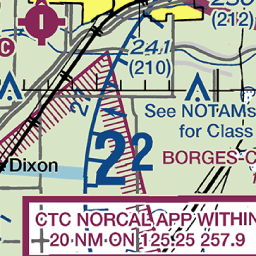 241
(210)
(212)
See NOTAMs
for Class
BORGES-C
22
Dixon
CTC NORCAL APP WITHIN
20 NM ON 125.25 257.9